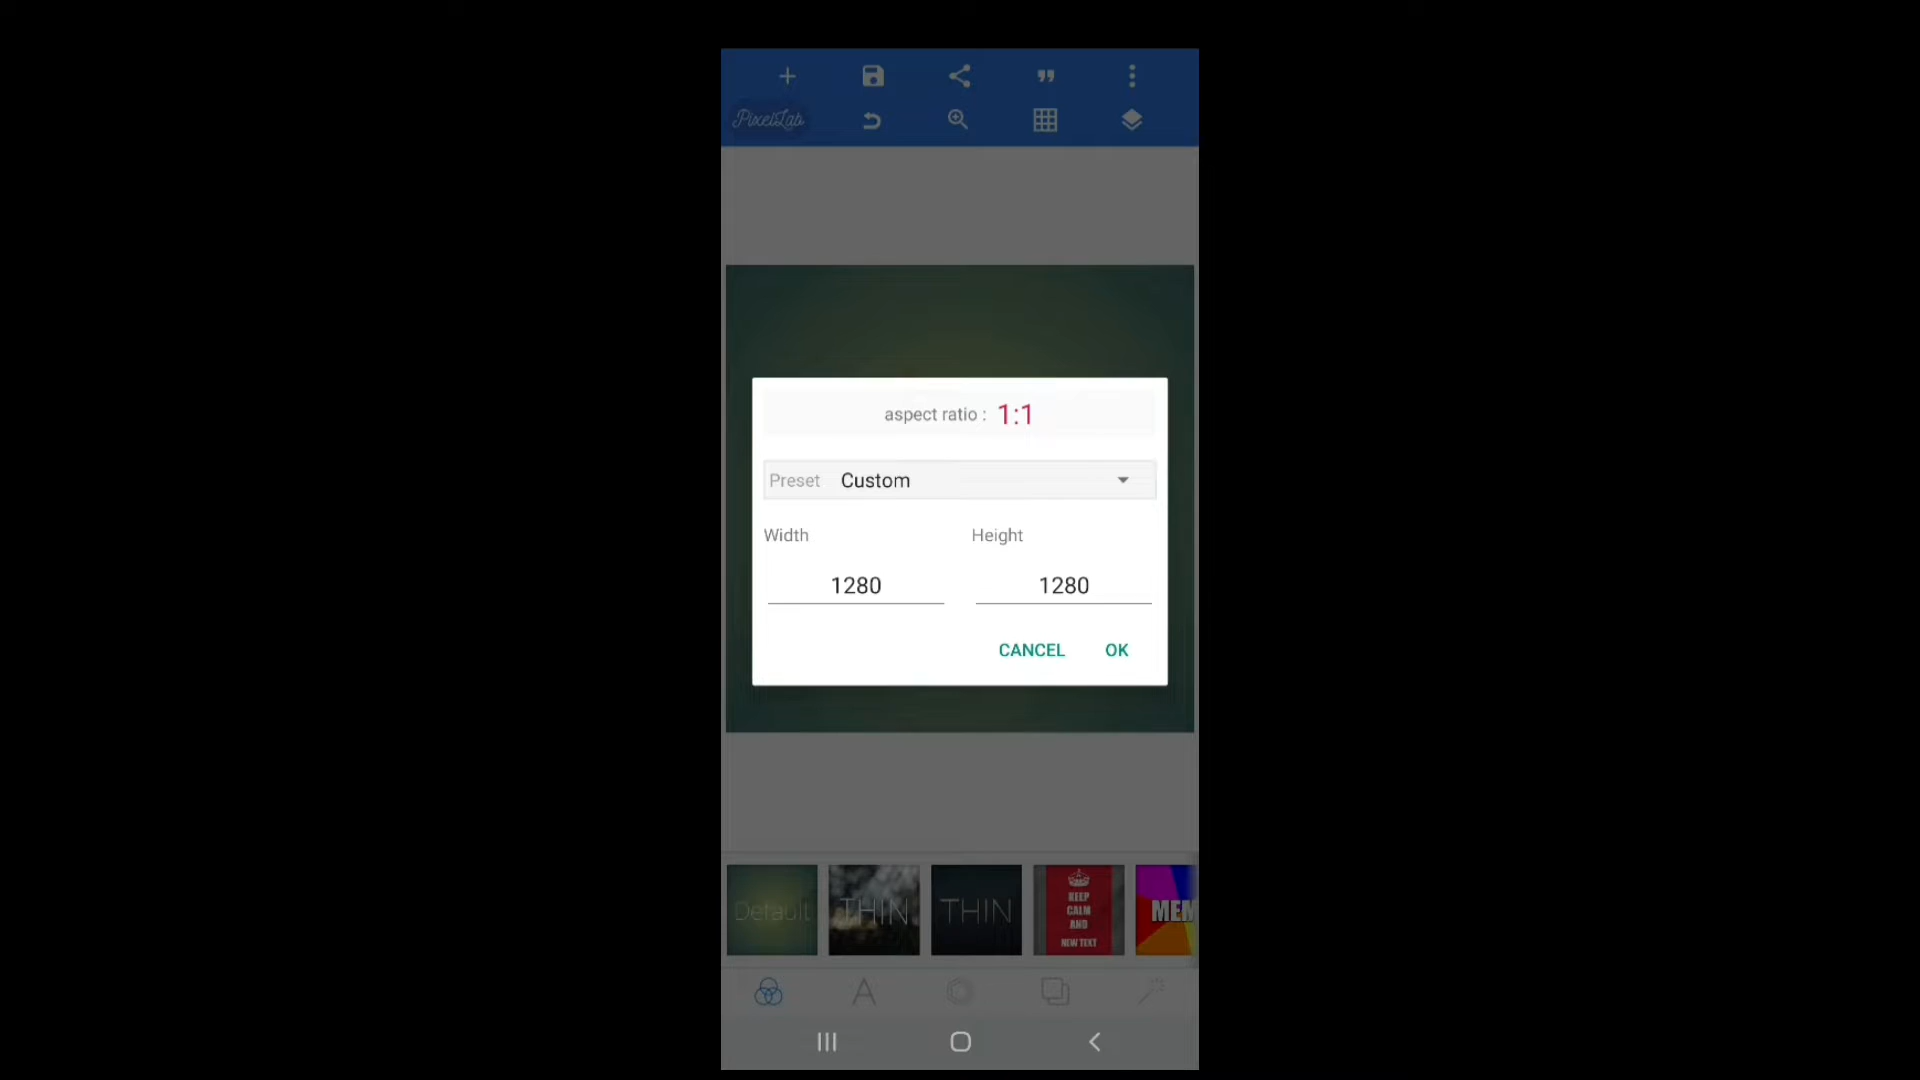 PixelLab
aspect ratio : 1:1
Preset Custom
Width Height
1280 1280
CANCEL OK
Default THIN THIN KEEP
CALM
AND
NEW TEXT
MEM